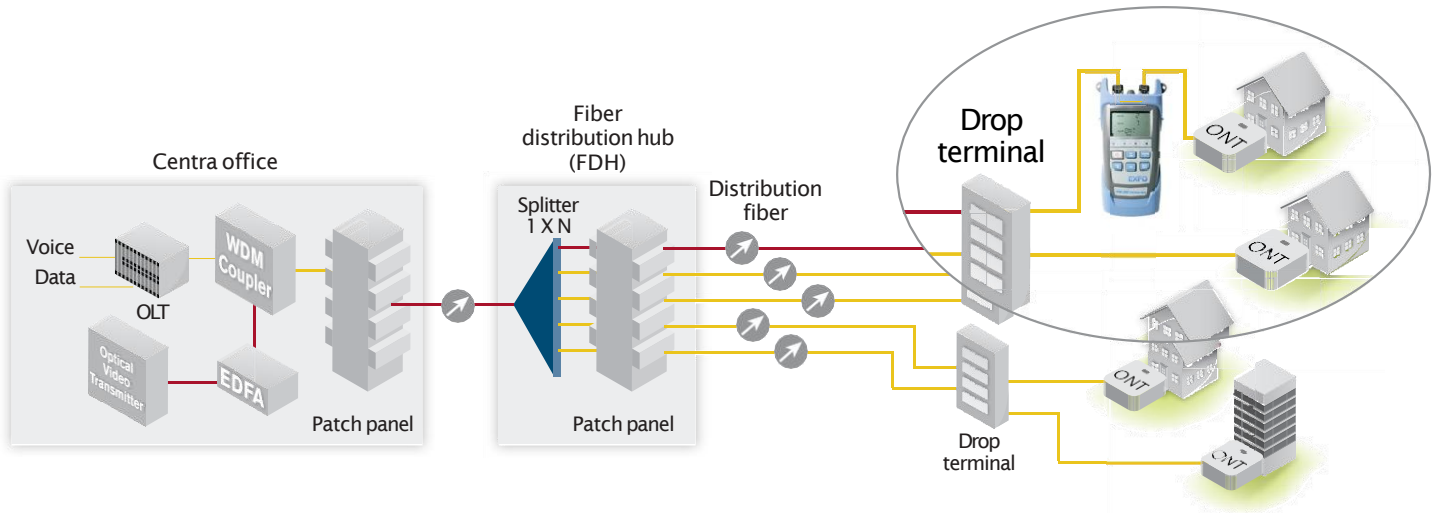 Centra office
Voice
Data
OLT
WDM
Coupler
Optical
Video
Transmitter
EDFA
Patch panel
Fiber
distribution hub
(FDH)
Splitter
1 X N
Patch panel
Distribution
fiber
Drop
terminal
EXFO
ONT
ONT
Drop
terminal
ONT
ONT